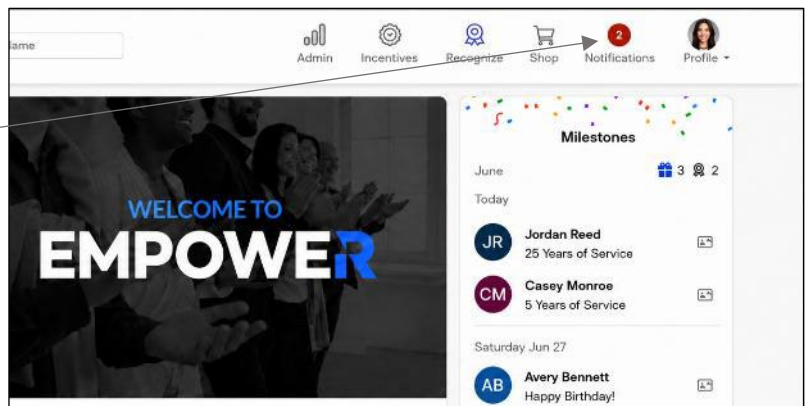 ame
2
Admin
Incentives
Recognize
Shop
Notifications
Profile
WELCOME TO
EMPOWER
Milestones
June
3
2
Today
JR
Jordan Reed
25 Years of Service
CM
Casey Monroe
5 Years of Service
Saturday Jun 27
AB
Avery Bennett
Happy Birthday!